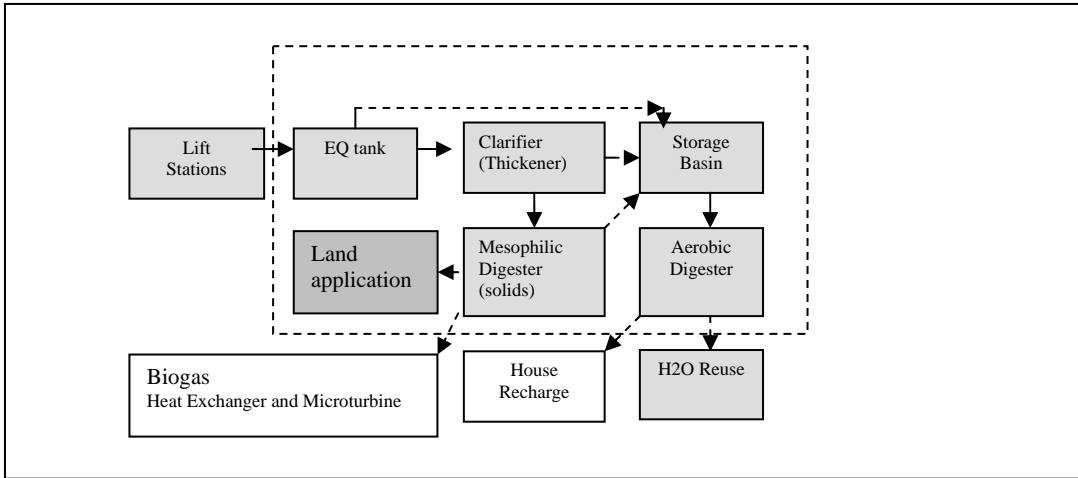 Lift
Stations
EQ tank
Clarifier
(Thickener)
Storage
Basin
Land
application
Mesophilic
Digester
(solids)
Aerobic
Digester
Biogas
Heat Exchanger and Microturbine
House
Recharge
H2O Reuse